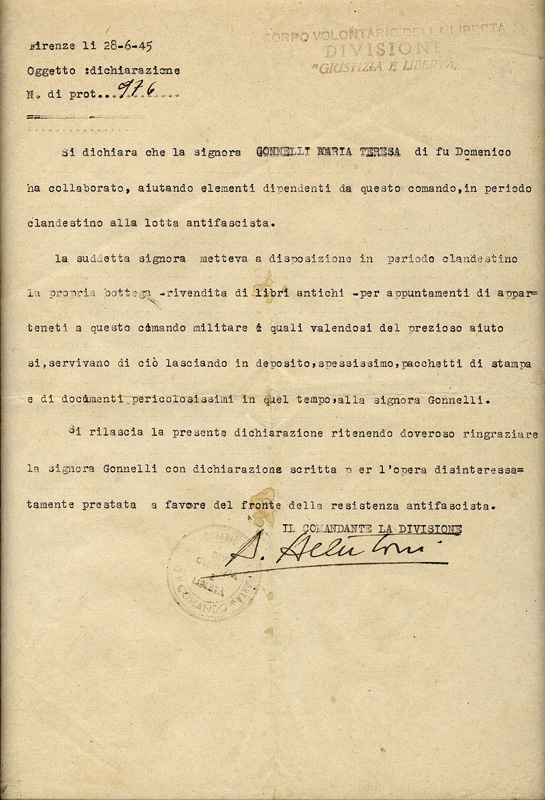 Firenze li 28-6-45
CORPO VOLONTARIO DELLA LIBERTA
DIVISIONE
"GIUSTIZIA E LIBERTA"
Oggetto :dichiarazione
N. di prot...976
Si dichiara che la signora GONNELLI MARIA TERESA di fu Domenico
ha collaborato, aiutando elementi dipendenti da questo comando,in periodo
clandestino alla lotta antifascista.
la suddetta signora metteva a disposizione in periodo clandestino
la propria bottega -rivendita di libri antichi -per appuntamenti di appar=
teneti a questo comando militare i quali valendosi del prezioso aiuto
si,servivano di ciò lasciando in deposito,spessissimo,pacchetti di stampa
e di documenti pericolosissimi in quel tempo,alla signora Gonnelli.
Si rilascia la presente dichiarazione ritenendo doveroso ringraziare
la signora Gonnelli con dichiarazione scritta p er l'opera disinteressa=
tamente prestata a favore del fronte della resistenza antifascista.
IL COMANDANTE LA DIVISIONE